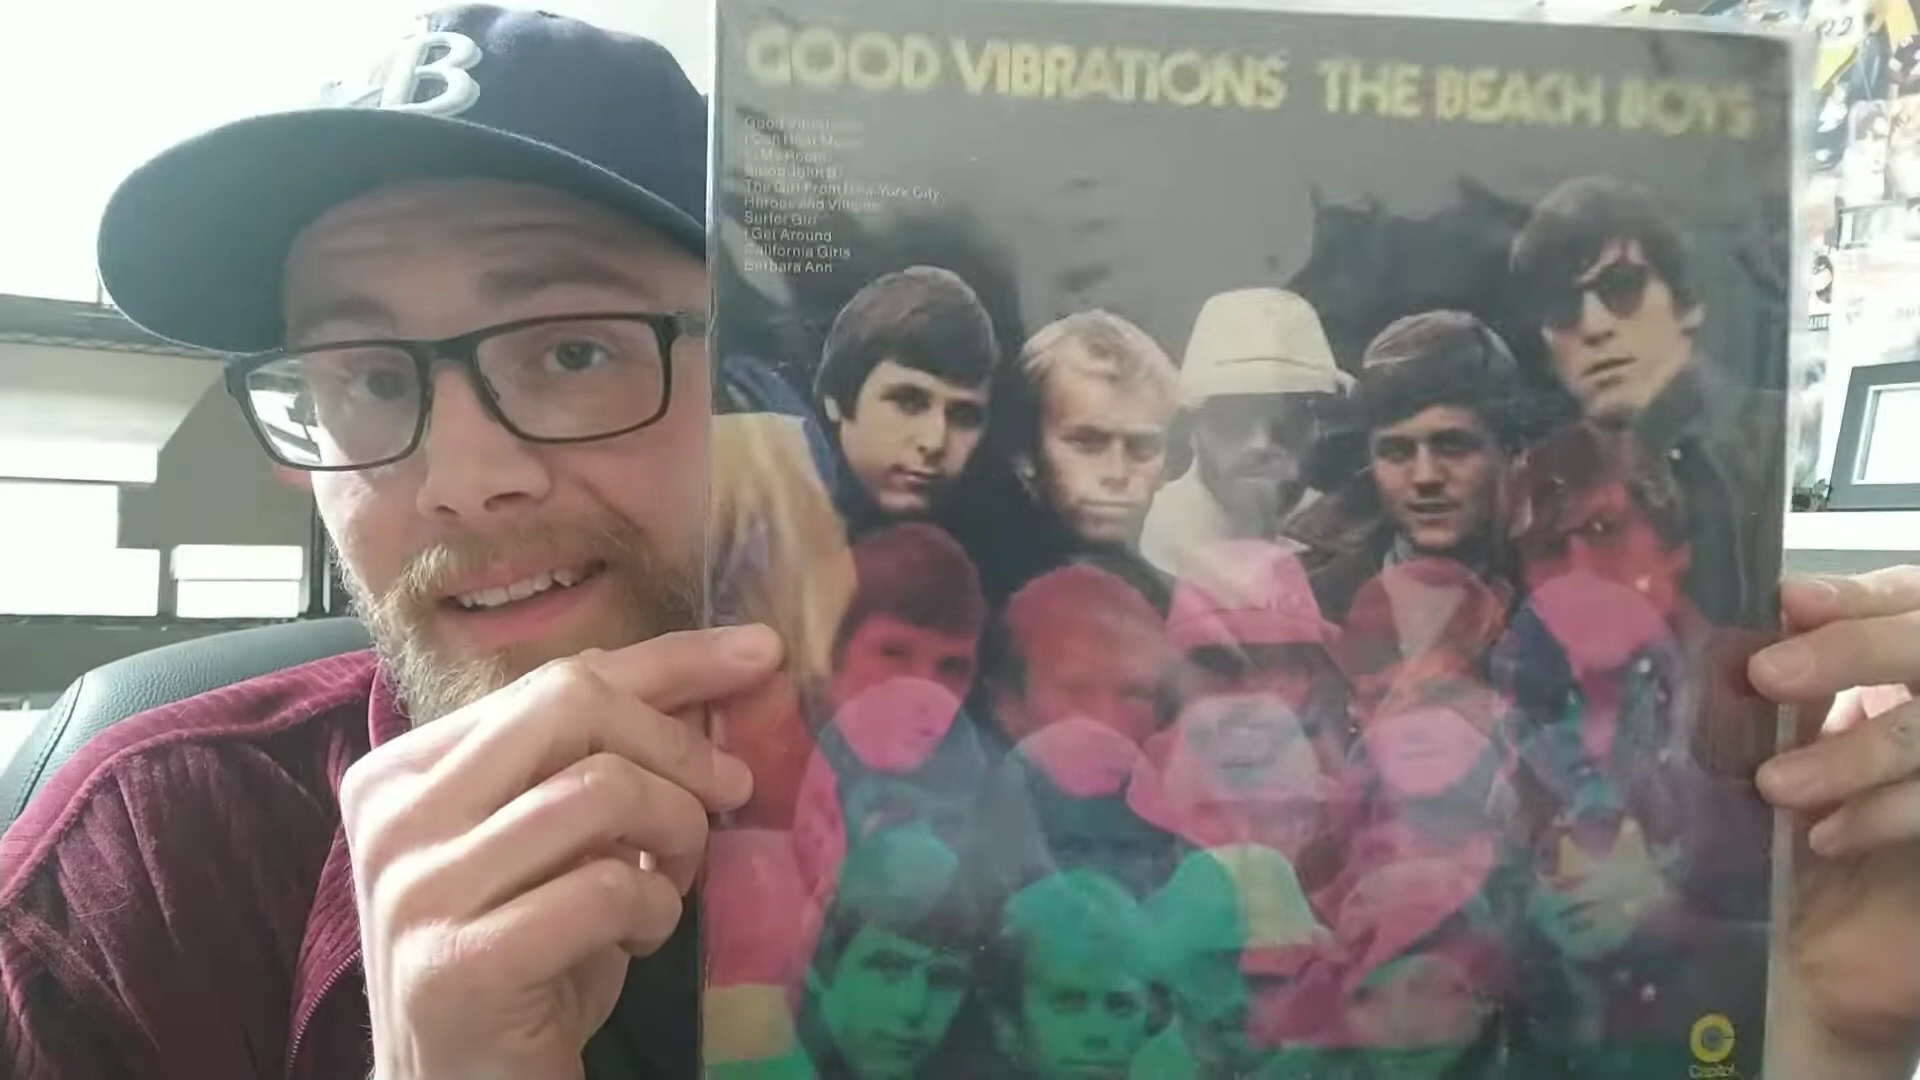 B
GOOD VIBRATIONS THE BEACH BOYS
Good Vibrations
I Can Hear Music
In My Room
Sloop John B
The Girl From New York City
Heroes and Villains
Surfer Girl
I Get Around
California Girls
Barbara Ann
Capitol